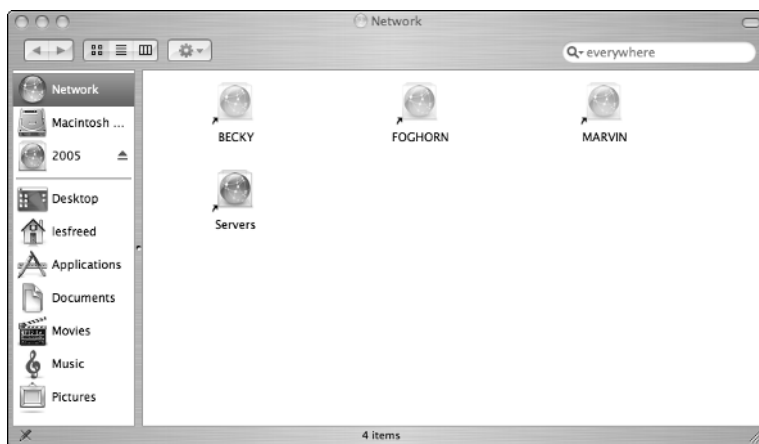 Network
everywhere
Network
Macintosh ...
2005
Desktop
lesfreed
Applications
Documents
Movies
Music
Pictures
BECKY
FOGHORN
MARVIN
Servers
4 items